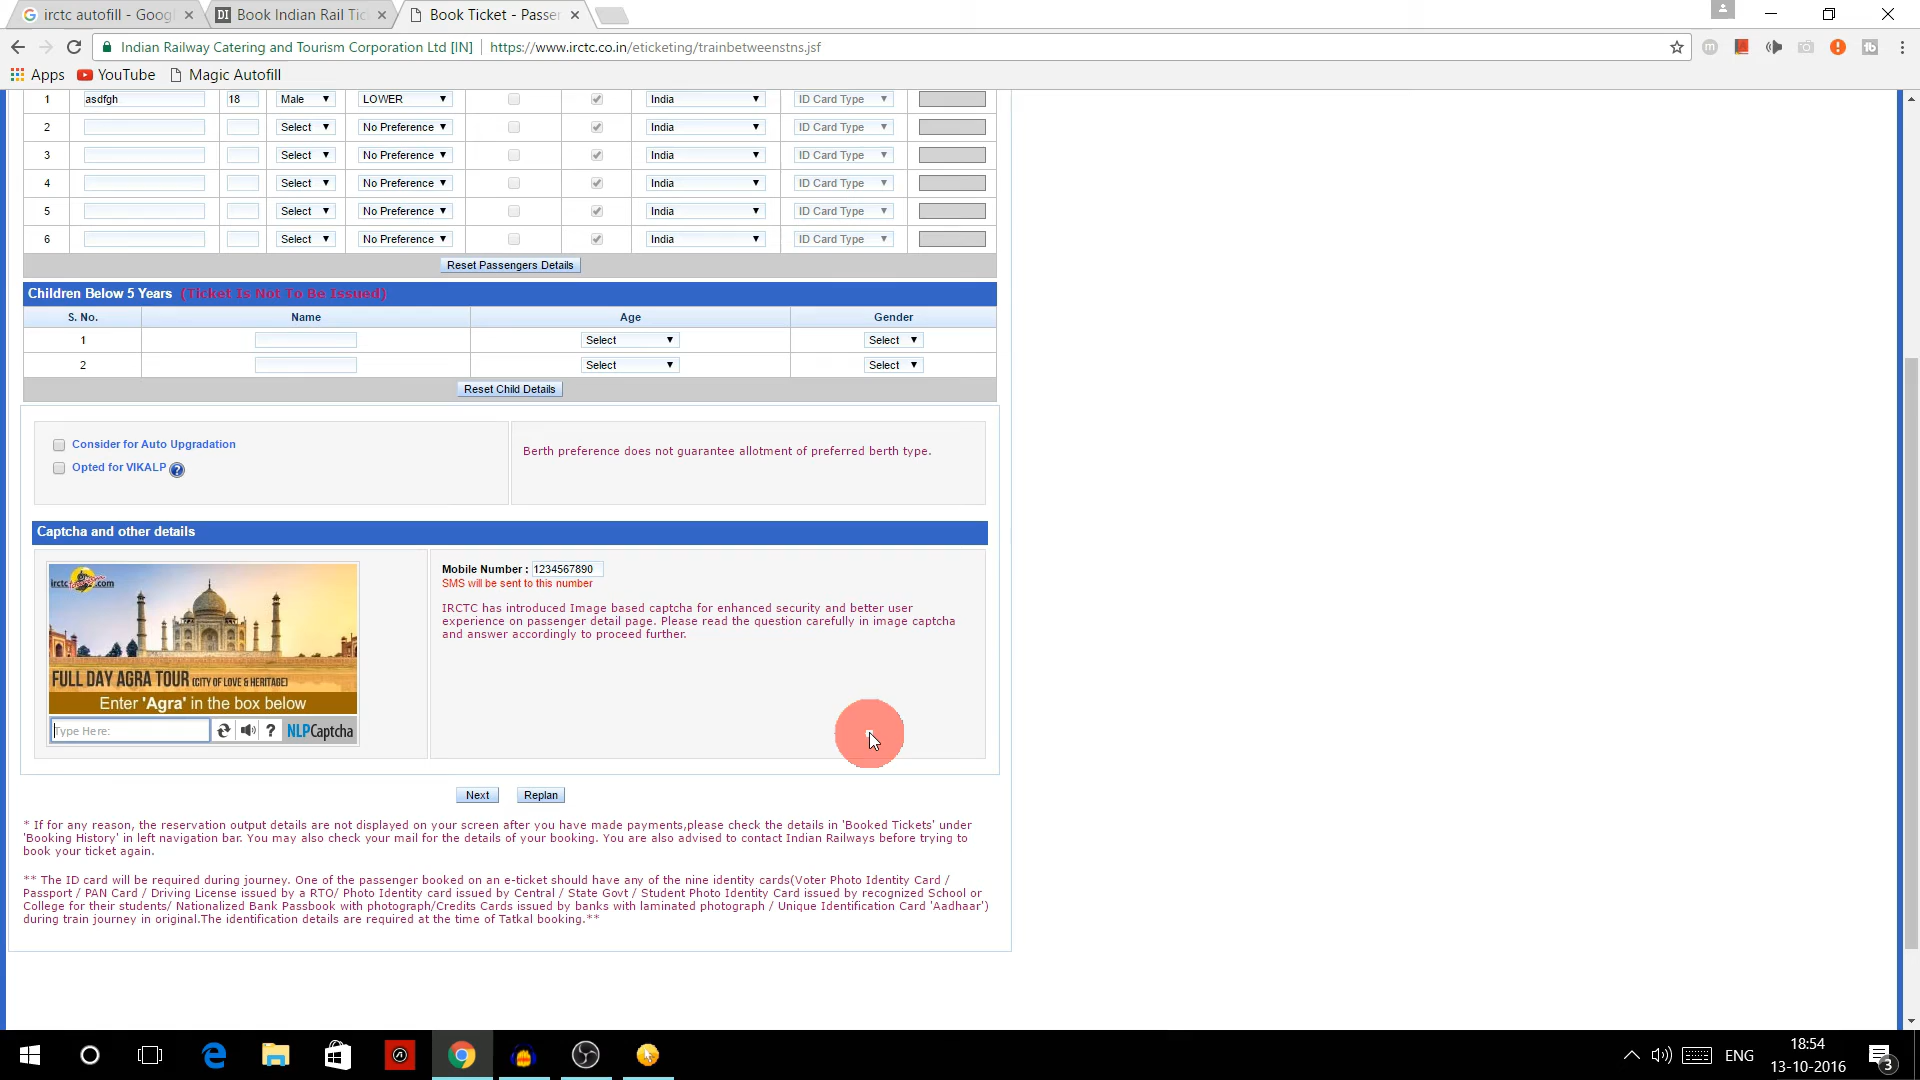 irctc autofill - Goog
Book Indian Rail Tic
Book Ticket - Passe
Indian Railway Catering and Tourism Corporation Ltd [IN] https://www.irctc.co.in/eticketing/trainbetweenstns.jsf
Apps YouTube Magic Autofill
1 asdfgh 18 Male LOWER India ID Card Type
2 Select No Preference India ID Card Type
3 Select No Preference India ID Card Type
4 Select No Preference India ID Card Type
5 Select No Preference India ID Card Type
6 Select No Preference India ID Card Type
Reset Passengers Details
Children Below 5 Years (Ticket Is Not To Be Issued)
S. No. Name Age Gender
1 Select Select
2 Select Select
Reset Child Details
Consider for Auto Upgradation
Opted for VIKALP ?
Berth preference does not guarantee allotment of preferred berth type.
Captcha and other details
irctc .com
FULL DAY AGRA TOUR (CITY OF LOVE & HERITAGE)
Enter 'Agra' in the box below
Type Here: ? NLPCaptcha
Mobile Number : 1234567890
SMS will be sent to this number
IRCTC has introduced Image based captcha for enhanced security and better user
experience on passenger detail page. Please read the question carefully in image captcha
and answer accordingly to proceed further.
Next Replan
* If for any reason, the reservation output details are not displayed on your screen after you have made payments,please check the details in 'Booked Tickets' under
'Booking History' in left navigation bar. You may also check your mail for the details of your booking. You are also advised to contact Indian Railways before trying to
book your ticket again.
** The ID card will be required during journey. One of the passenger booked on an e-ticket should have any of the nine identity cards(Voter Photo Identity Card /
Passport / PAN Card / Driving License issued by a RTO/ Photo Identity card issued by Central / State Govt / Student Photo Identity Card issued by recognized School or
College for their students/ Nationalized Bank Passbook with photograph/Credits Cards issued by banks with laminated photograph / Unique Identification Card 'Aadhaar')
during train journey in original.The identification details are required at the time of Tatkal booking.**
ENG
18:54
13-10-2016
3